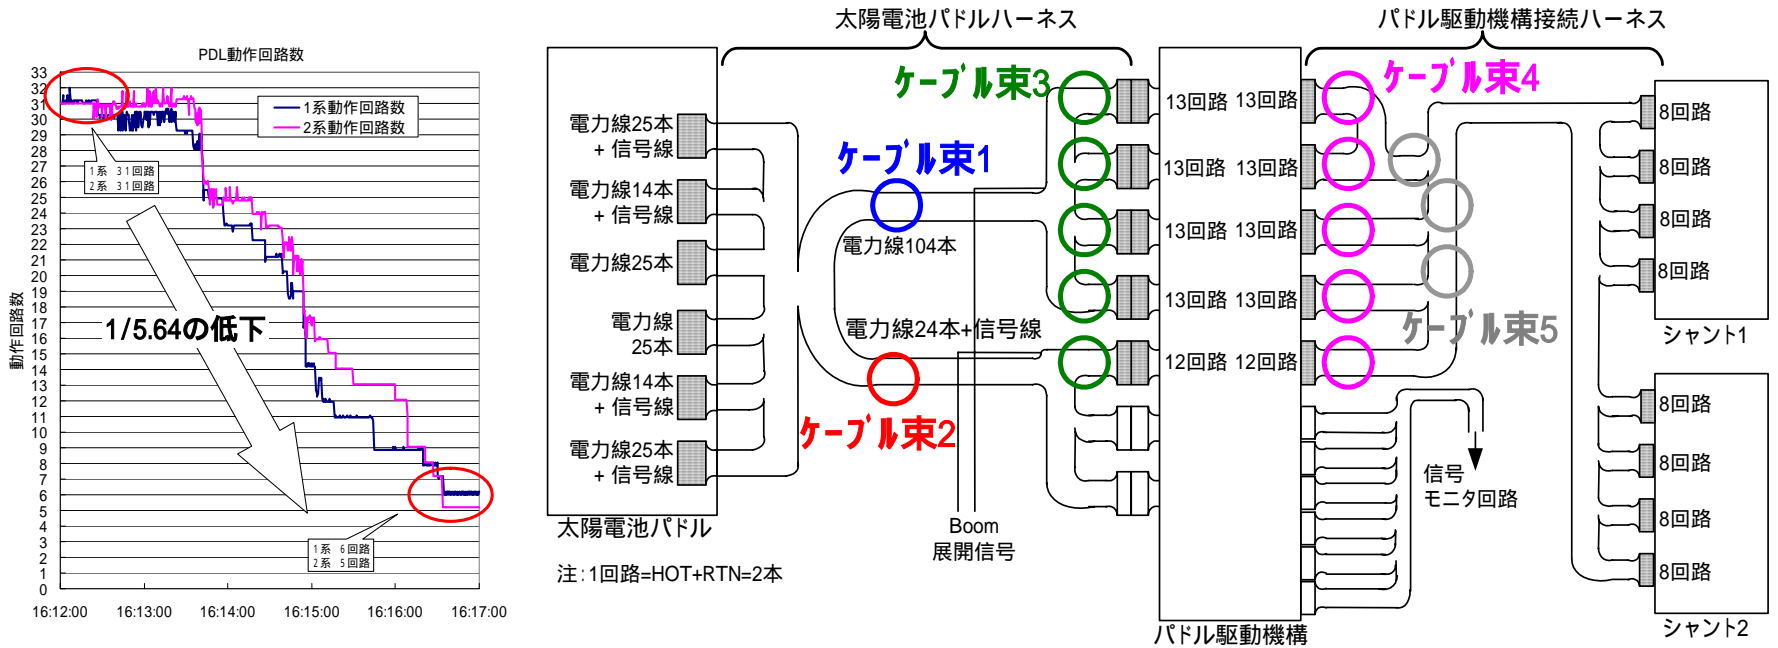 PDL動作回路数
動作回路数
33
32
31
30
29
28
27
26
25
24
23
22
21
20
19
18
17
16
15
14
13
12
11
10
9
8
7
6
5
4
3
2
1
0
1系動作回路数
2系動作回路数
1系 31回路
2系 31回路
1/5.64の低下
1系 6回路
2系 5回路
16:12:00
16:13:00
16:14:00
16:15:00
16:16:00
16:17:00
太陽電池パドルハーネス
パドル駆動機構接続ハーネス
電力線25本
+ 信号線
電力線14本
+ 信号線
電力線25本
電力線
25本
電力線14本
+ 信号線
電力線25本
+ 信号線
太陽電池パドル
注:1回路=HOT+RTN=2本
ケーブル束1
電力線104本
電力線24本+信号線
ケーブル束2
Boom
展開信号
ケーブル束3
13回路 13回路
13回路 13回路
13回路 13回路
13回路 13回路
12回路 12回路
パドル駆動機構
ケーブル束4
ケーブル束5
信号
モニタ回路
8回路
8回路
8回路
8回路
シャント1
8回路
8回路
8回路
8回路
シャント2